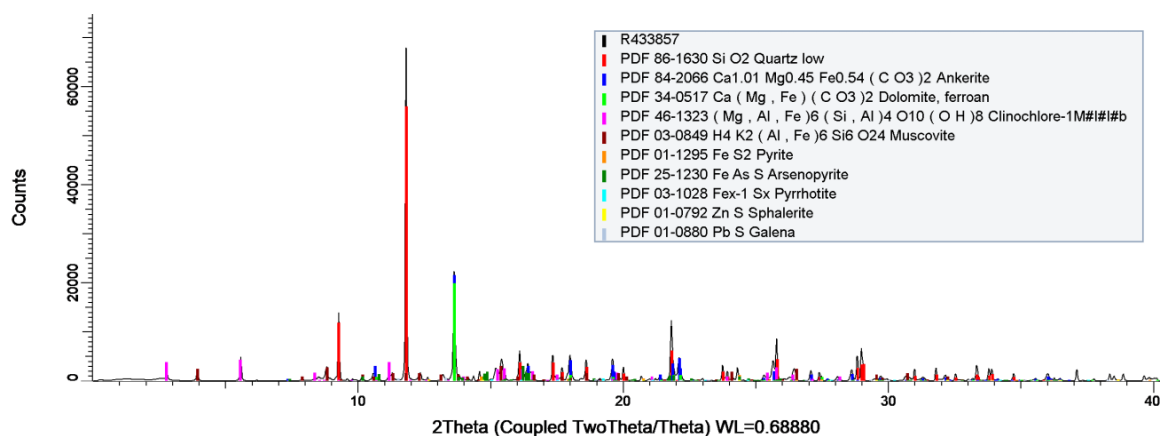 R433857
PDF 86-1630 Si O2 Quartz low
PDF 84-2066 Ca1.01 Mg0.45 Fe0.54 ( C O3 )2 Ankerite
PDF 34-0517 Ca ( Mg , Fe ) ( C O3 )2 Dolomite, ferroan
PDF 46-1323 ( Mg , Al , Fe )6 ( Si , Al )4 O10 ( O H )8 Clinochlore-1M#I#I#b
PDF 03-0849 H4 K2 ( Al , Fe )6 Si6 O24 Muscovite
PDF 01-1295 Fe S2 Pyrite
PDF 25-1230 Fe As S Arsenopyrite
PDF 03-1028 Fex-1 Sx Pyrrhotite
PDF 01-0792 Zn S Sphalerite
PDF 01-0880 Pb S Galena
Counts
60000
40000
20000
0
10
20
30
40
2Theta (Coupled TwoTheta/Theta) WL=0.68880